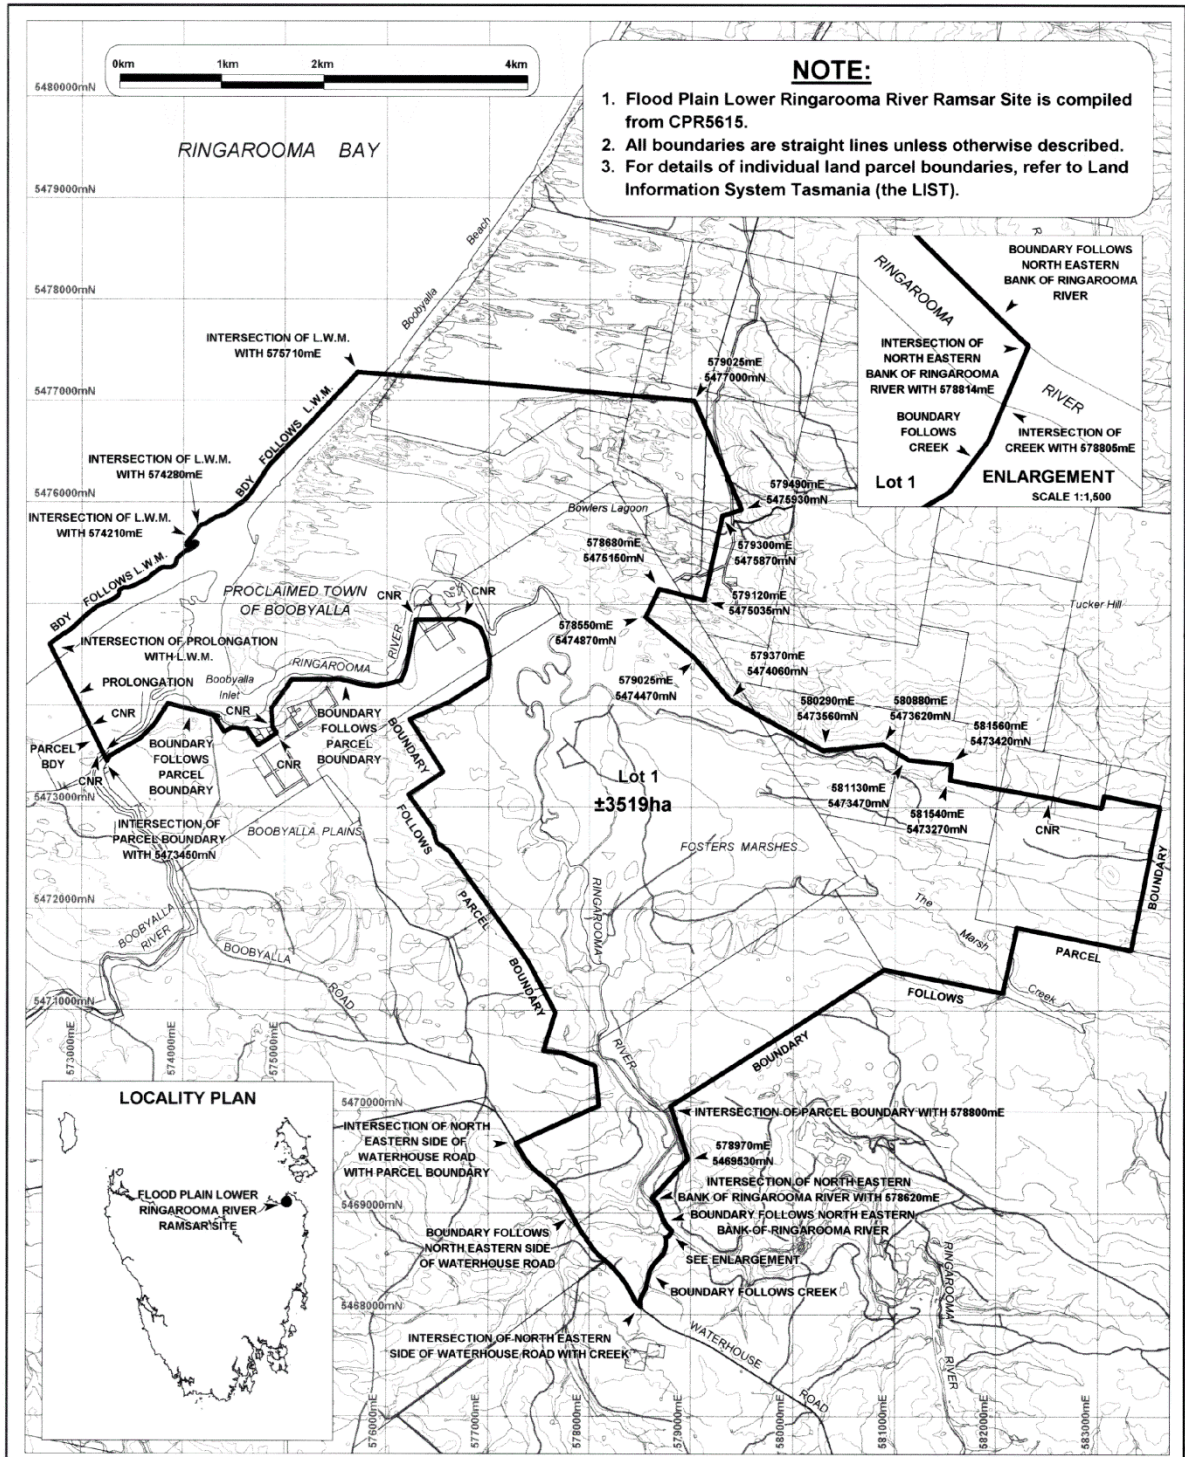 0km 1km 2km 4km
NOTE:
1. Flood Plain Lower Ringarooma River Ramsar Site is compiled
from CPR5615.
2. All boundaries are straight lines unless otherwise described.
3. For details of individual land parcel boundaries, refer to Land
Information System Tasmania (the LIST).
5480000mN
RINGAROOMA BAY
5479000mN
Beach
Boobyalla
5478000mN
RINGAROOMA
RIVER
BOUNDARY FOLLOWS
NORTH EASTERN
BANK OF RINGAROOMA
RIVER
INTERSECTION OF
NORTH EASTERN
BANK OF RINGAROOMA
RIVER WITH 578814mE
BOUNDARY
FOLLOWS
CREEK
INTERSECTION OF
CREEK WITH 578805mE
Lot 1
ENLARGEMENT
SCALE 1:1,500
INTERSECTION OF L.W.M.
WITH 575710mE
5477000mN
579025mE
5477000mN
BDY FOLLOWS L.W.M.
INTERSECTION OF L.W.M.
WITH 574280mE
5476000mN
INTERSECTION OF L.W.M.
WITH 574210mE
579490mE
5475930mN
Bowlers Lagoon
578680mE
5475150mN
579300mE
5475870mN
579120mE
5475035mN
Tucker Hill
BDY FOLLOWS L.W.M.
PROCLAIMED TOWN
OF BOOBYALLA
CNR
CNR
578550mE
5474870mN
INTERSECTION OF PROLONGATION
WITH L.W.M.
RIVER
RINGAROOMA
PROLONGATION
Boobyalla
Inlet
579370mE
5474060mN
579025mE
5474470mN
CNR
CNR
580290mE
5473560mN
580880mE
5473620mN
581560mE
5473420mN
PARCEL
BDY
CNR
BOUNDARY
FOLLOWS
PARCEL
BOUNDARY
CNR
BOUNDARY
FOLLOWS
PARCEL
BOUNDARY
BOUNDARY
FOLLOWS
PARCEL
BOUNDARY
Lot 1
±3519ha
581130mE
5473470mN
581540mE
5473270mN
CNR
5473000mN
INTERSECTION OF
PARCEL BOUNDARY
WITH 5473450mN
BOOBYALLA PLAINS
FOSTERS MARSHES
BOUNDARY
5472000mN
RINGAROOMA
The
Marsh
Creek
PARCEL
FOLLOWS
BOUNDARY
BOOBYALLA
RIVER
BOOBYALLA
ROAD
5471000mN
573000mE
574000mE
575000mE
RIVER
5470000mN
INTERSECTION OF PARCEL BOUNDARY WITH 578800mE
INTERSECTION OF NORTH
EASTERN SIDE OF
WATERHOUSE ROAD
WITH PARCEL BOUNDARY
578970mE
5469530mN
INTERSECTION OF NORTH EASTERN
BANK OF RINGAROOMA RIVER WITH 578620mE
5469000mN
BOUNDARY FOLLOWS NORTH EASTERN
BANK OF RINGAROOMA RIVER
BOUNDARY FOLLOWS
NORTH EASTERN SIDE
OF WATERHOUSE ROAD
SEE ENLARGEMENT
BOUNDARY FOLLOWS CREEK
RINGAROOMA
RIVER
5468000mN
INTERSECTION OF NORTH EASTERN
SIDE OF WATERHOUSE ROAD WITH CREEK
WATERHOUSE
ROAD
576000mE
577000mE
578000mE
579000mE
580000mE
581000mE
582000mE
583000mE
LOCALITY PLAN
FLOOD PLAIN LOWER
RINGAROOMA RIVER
RAMSAR SITE